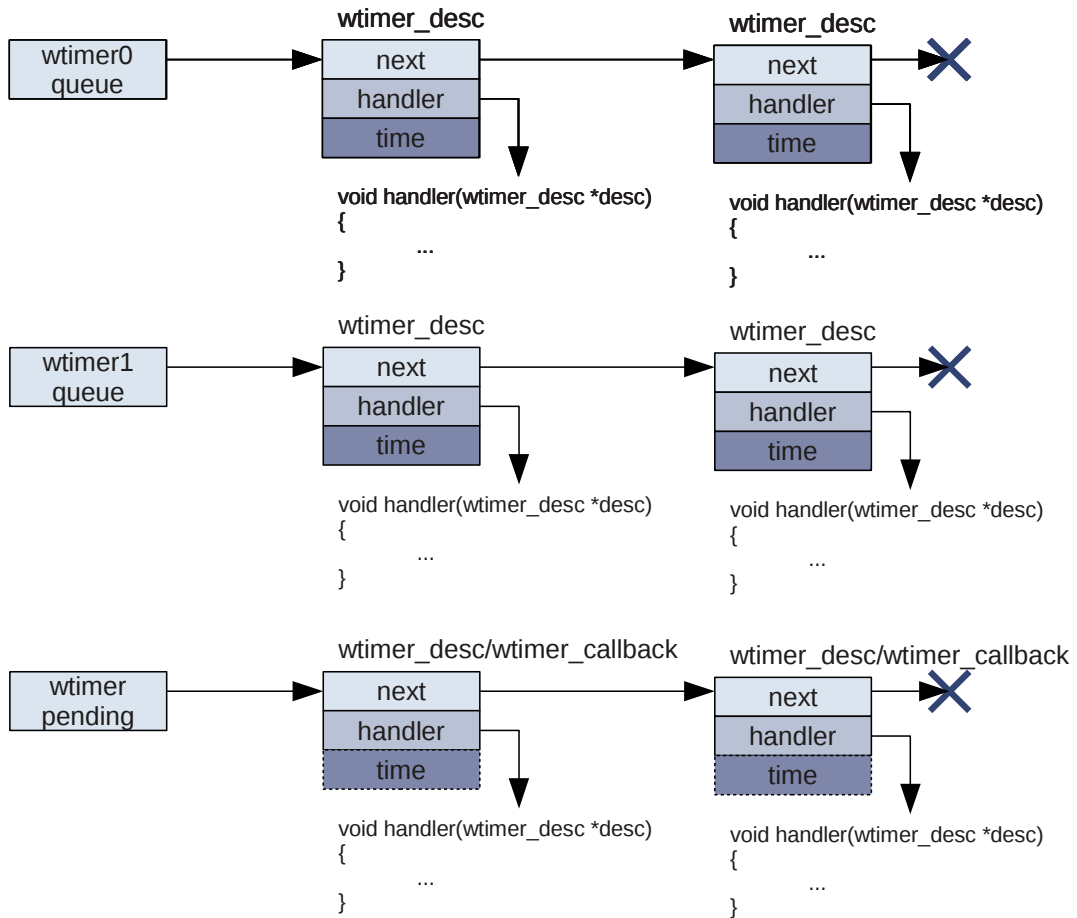 wtimer_desc
wtimer_desc
wtimer0
queue
next
handler
time
next
handler
time
void handler(wtimer_desc *desc)
{
...
}
void handler(wtimer_desc *desc)
{
...
}
wtimer_desc
wtimer_desc
wtimer1
queue
next
handler
time
next
handler
time
void handler(wtimer_desc *desc)
{
...
}
void handler(wtimer_desc *desc)
{
...
}
wtimer_desc/wtimer_callback
wtimer_desc/wtimer_callback
wtimer
pending
next
handler
time
next
handler
time
void handler(wtimer_desc *desc)
{
...
}
void handler(wtimer_desc *desc)
{
...
}